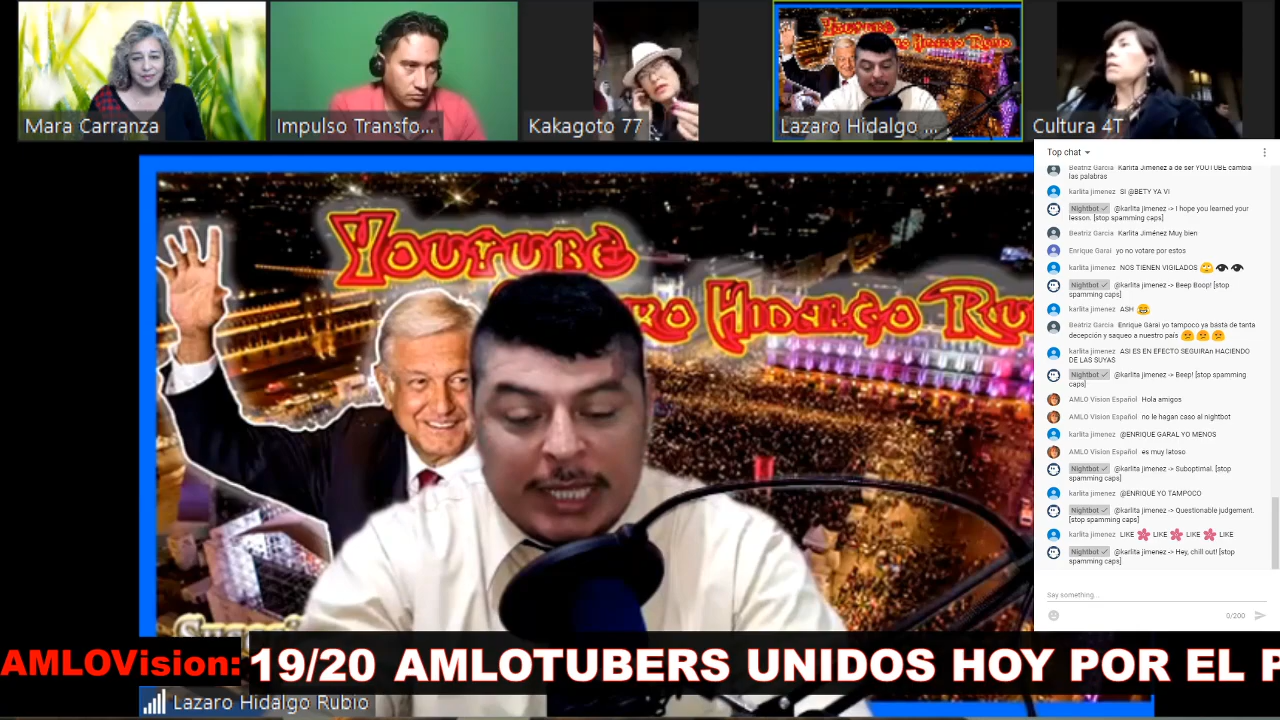 Mara Carranza
Impulso Transfo...
Kakagoto 77
Youtube
Hidalgo Rubio
Lazaro Hidalgo ...
Cultura 4T
Top chat
Beatriz Garcia Karlita Jimenez a de ser YOUTUBE cambia
las palabras
karlita jimenez SI @BETY YA VI
Nightbot @karlita jimenez -> I hope you learned your
lesson. [stop spamming caps]
Beatriz Garcia Karlita Jiménez Muy bien
Enrique Garai yo no votare por estos
karlita jimenez NOS TIENEN VIGILADOS
Nightbot @karlita jimenez -> Beep Boop! [stop
spamming caps]
karlita jimenez ASH
Beatriz Garcia Enrique Garai yo tampoco ya basta de tanta
decepción y saqueo a nuestro país
karlita jimenez ASI ES EN EFECTO SEGUIRAn HACIENDO
DE LAS SUYAS
Nightbot @karlita jimenez -> Beep! [stop spamming
caps]
AMLO Vision Español Hola amigos
AMLO Vision Español no le hagan caso al nightbot
karlita jimenez @ENRIQUE GARAL YO MENOS
AMLO Vision Español es muy latoso
Nightbot @karlita jimenez -> Suboptimal. [stop
spamming caps]
karlita jimenez @ENRIQUE YO TAMPOCO
Nightbot @karlita jimenez -> Questionable judgement.
[stop spamming caps]
karlita jimenez LIKE LIKE LIKE LIKE
Nightbot @karlita jimenez -> Hey, chill out! [stop
spamming caps]
Say something...
0/200
Youtube
ro Hidalgo Ru
AMLOVision: 19/20 AMLOTUBERS UNIDOS HOY POR EL P
Lazaro Hidalgo Rubio